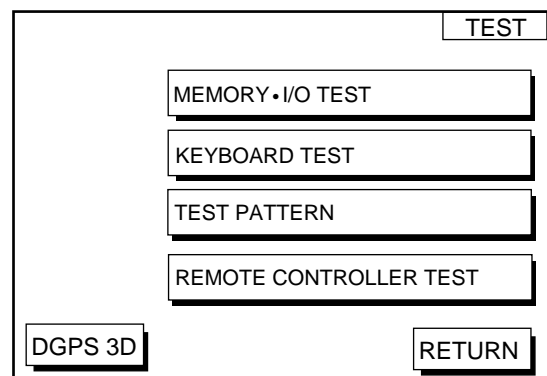 TEST
MEMORY•I/O TEST
KEYBOARD TEST
TEST PATTERN
REMOTE CONTROLLER TEST
DGPS 3D
RETURN